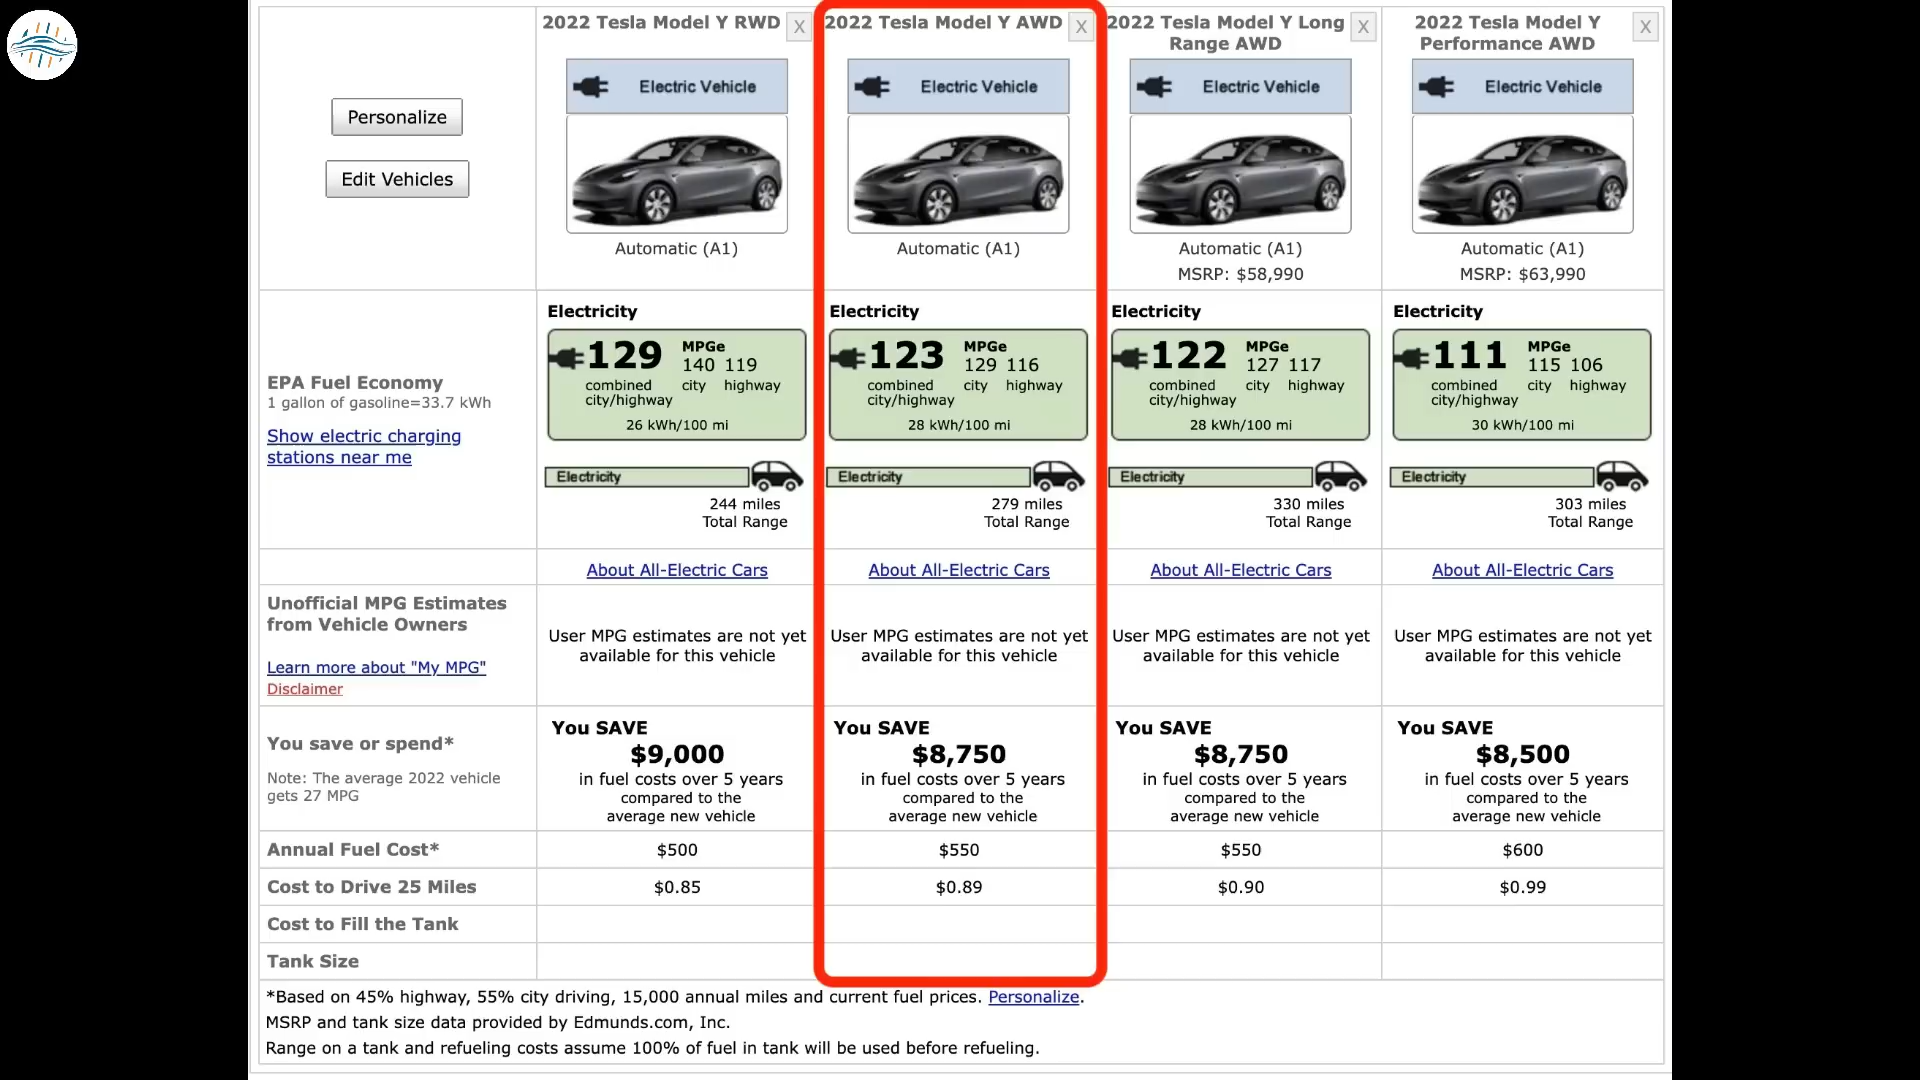 2022 Tesla Model Y RWD
X
2022 Tesla Model Y AWD
X
2022 Tesla Model Y Long
Range AWD
X
2022 Tesla Model Y
Performance AWD
X
Personalize
Edit Vehicles
Electric Vehicle
Electric Vehicle
Electric Vehicle
Electric Vehicle
Automatic (A1)
Automatic (A1)
Automatic (A1)
MSRP: $58,990
Automatic (A1)
MSRP: $63,990
EPA Fuel Economy
1 gallon of gasoline=33.7 kWh
Show electric charging
stations near me
Electricity
129 MPGe
140 119
combined city highway
city/highway
26 kWh/100 mi
Electricity
244 miles
Total Range
Electricity
123 MPGe
129 116
combined city highway
city/highway
28 kWh/100 mi
Electricity
279 miles
Total Range
Electricity
122 MPGe
127 117
combined city highway
city/highway
28 kWh/100 mi
Electricity
330 miles
Total Range
Electricity
111 MPGe
115 106
combined city highway
city/highway
30 kWh/100 mi
Electricity
303 miles
Total Range
About All-Electric Cars
About All-Electric Cars
About All-Electric Cars
About All-Electric Cars
Unofficial MPG Estimates
from Vehicle Owners
Learn more about "My MPG"
Disclaimer
User MPG estimates are not yet
available for this vehicle
User MPG estimates are not yet
available for this vehicle
User MPG estimates are not yet
available for this vehicle
User MPG estimates are not yet
available for this vehicle
You save or spend*
Note: The average 2022 vehicle
gets 27 MPG
You SAVE
$9,000
in fuel costs over 5 years
compared to the
average new vehicle
You SAVE
$8,750
in fuel costs over 5 years
compared to the
average new vehicle
You SAVE
$8,750
in fuel costs over 5 years
compared to the
average new vehicle
You SAVE
$8,500
in fuel costs over 5 years
compared to the
average new vehicle
Annual Fuel Cost* $500 $550 $550 $600
Cost to Drive 25 Miles $0.85 $0.89 $0.90 $0.99
Cost to Fill the Tank
Tank Size
*Based on 45% highway, 55% city driving, 15,000 annual miles and current fuel prices. Personalize.
MSRP and tank size data provided by Edmunds.com, Inc.
Range on a tank and refueling costs assume 100% of fuel in tank will be used before refueling.